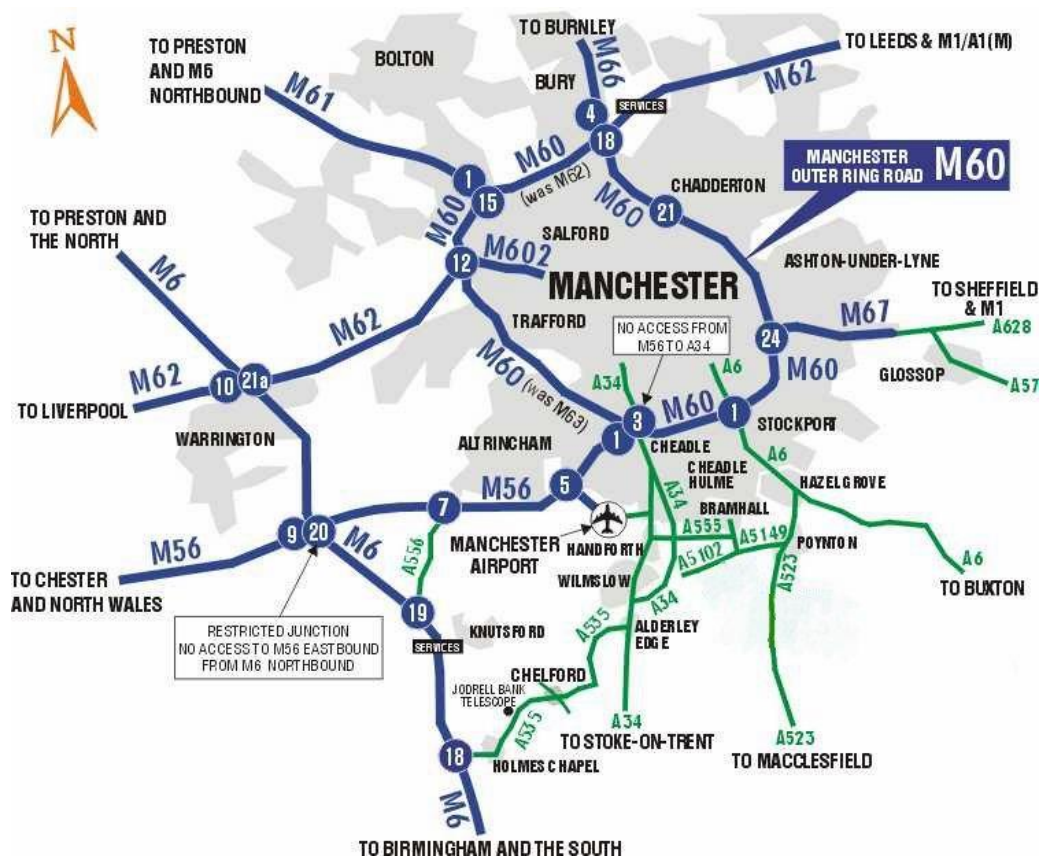 N
TO PRESTON
AND M6
NORTHBOUND
BOLTON
TO BURNLEY
BURY
M66
SERVICES
TO LEEDS & M1/A1(M)
M62
M61
4
18
M60
(was M62)
1
15
M60
M60
21
CHADDERTON
MANCHESTER
OUTER RING ROAD
M60
TO PRESTON AND
THE NORTH
M6
SALFORD
12
M602
MANCHESTER
ASHTON-UNDER-LYNE
TO SHEFFIELD
& M1
M67
A628
24
GLOSSOP
A57
M62
TRAFFORD
NO ACCESS FROM
M56 TO A34
M60
(was M63)
A34
A6
M60
M62
10
21a
TO LIVERPOOL
WARRINGTON
ALTRINCHAM
1
3
M60
1
STOCKPORT
CHEADLE
CHEADLE
HULME
A6
HAZEL GROVE
5
M56
7
A34
BRAMHALL
A555
A5149
A5102
POYNTON
A6
TO BUXTON
MANCHESTER
AIRPORT
HANDFORTH
M56
9
20
M6
A556
TO CHESTER
AND NORTH WALES
WILMSLOW
A34
A523
19
RESTRICTED JUNCTION
NO ACCESS TO M56 EASTBOUND
FROM M6 NORTHBOUND
SERVICES
KNUTSFORD
A535
ALDERLEY
EDGE
CHELFORD
JODRELL BANK
TELESCOPE
A535
A34
TO STOKE-ON-TRENT
A523
TO MACCLESFIELD
18
HOLMES CHAPEL
M6
TO BIRMINGHAM AND THE SOUTH